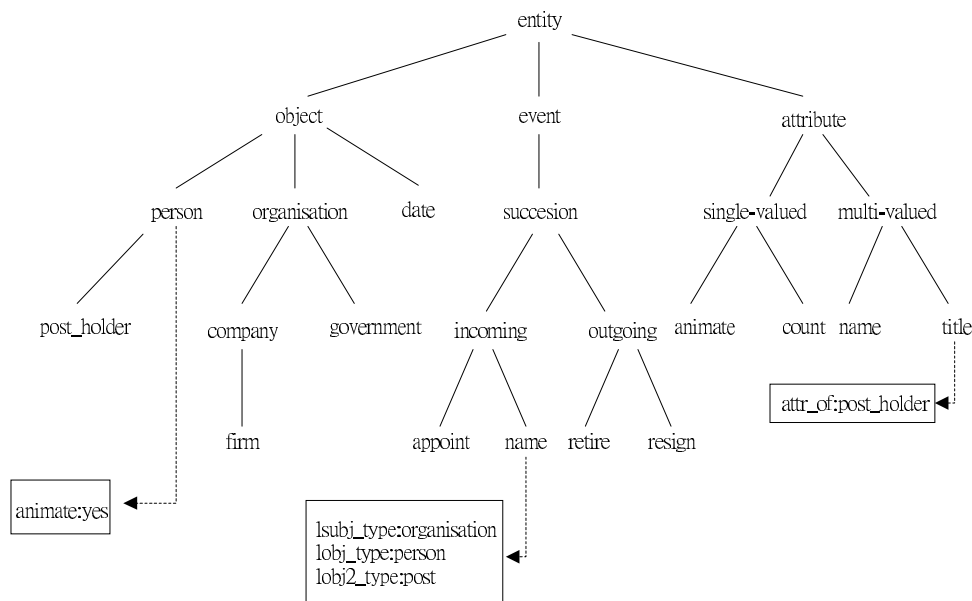 entity
object event attribute
person organisation date succesion single-valued multi-valued
post_holder company government incoming outgoing animate count name title
attr_of:post_holder
firm appoint name retire resign
animate:yes
lsubj_type:organisation
lobj_type:person
lobj2_type:post